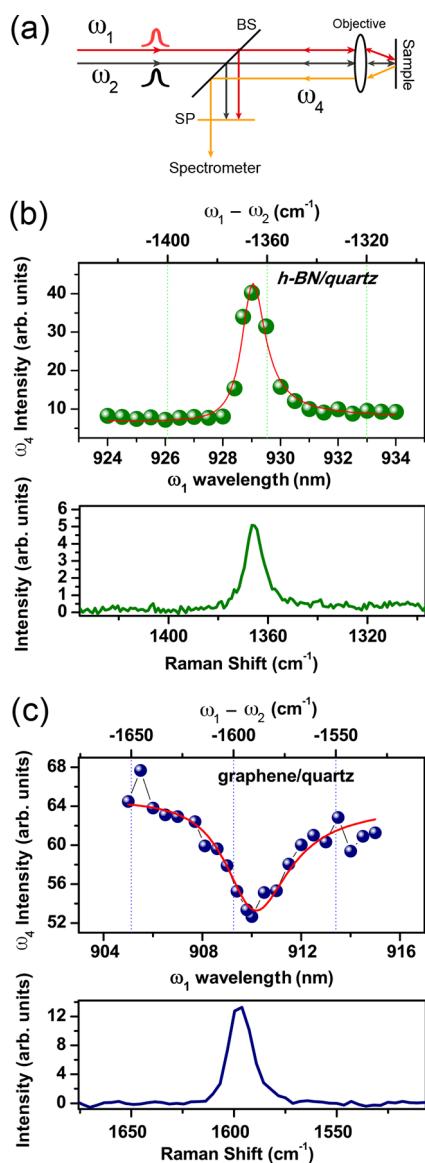 (a)
ω1
ω2
BS
Objective
Sample
ω4
SP
Spectrometer
(b)
ω1 − ω2 (cm-1)
-1400 -1360 -1320
h-BN/quartz
ω4 Intensity (arb. units)
40
30
20
10
924 926 928 930 932 934
ω1 wavelength (nm)
Intensity (arb. units)
6
5
4
3
2
1
0
1400 1360 1320
Raman Shift (cm-1)
(c)
ω1 − ω2 (cm-1)
-1650 -1600 -1550
graphene/quartz
ω4 Intensity (arb. units)
68
64
60
56
52
904 908 912 916
ω1 wavelength (nm)
Intensity (arb. units)
12
8
4
0
1650 1600 1550
Raman Shift (cm-1)